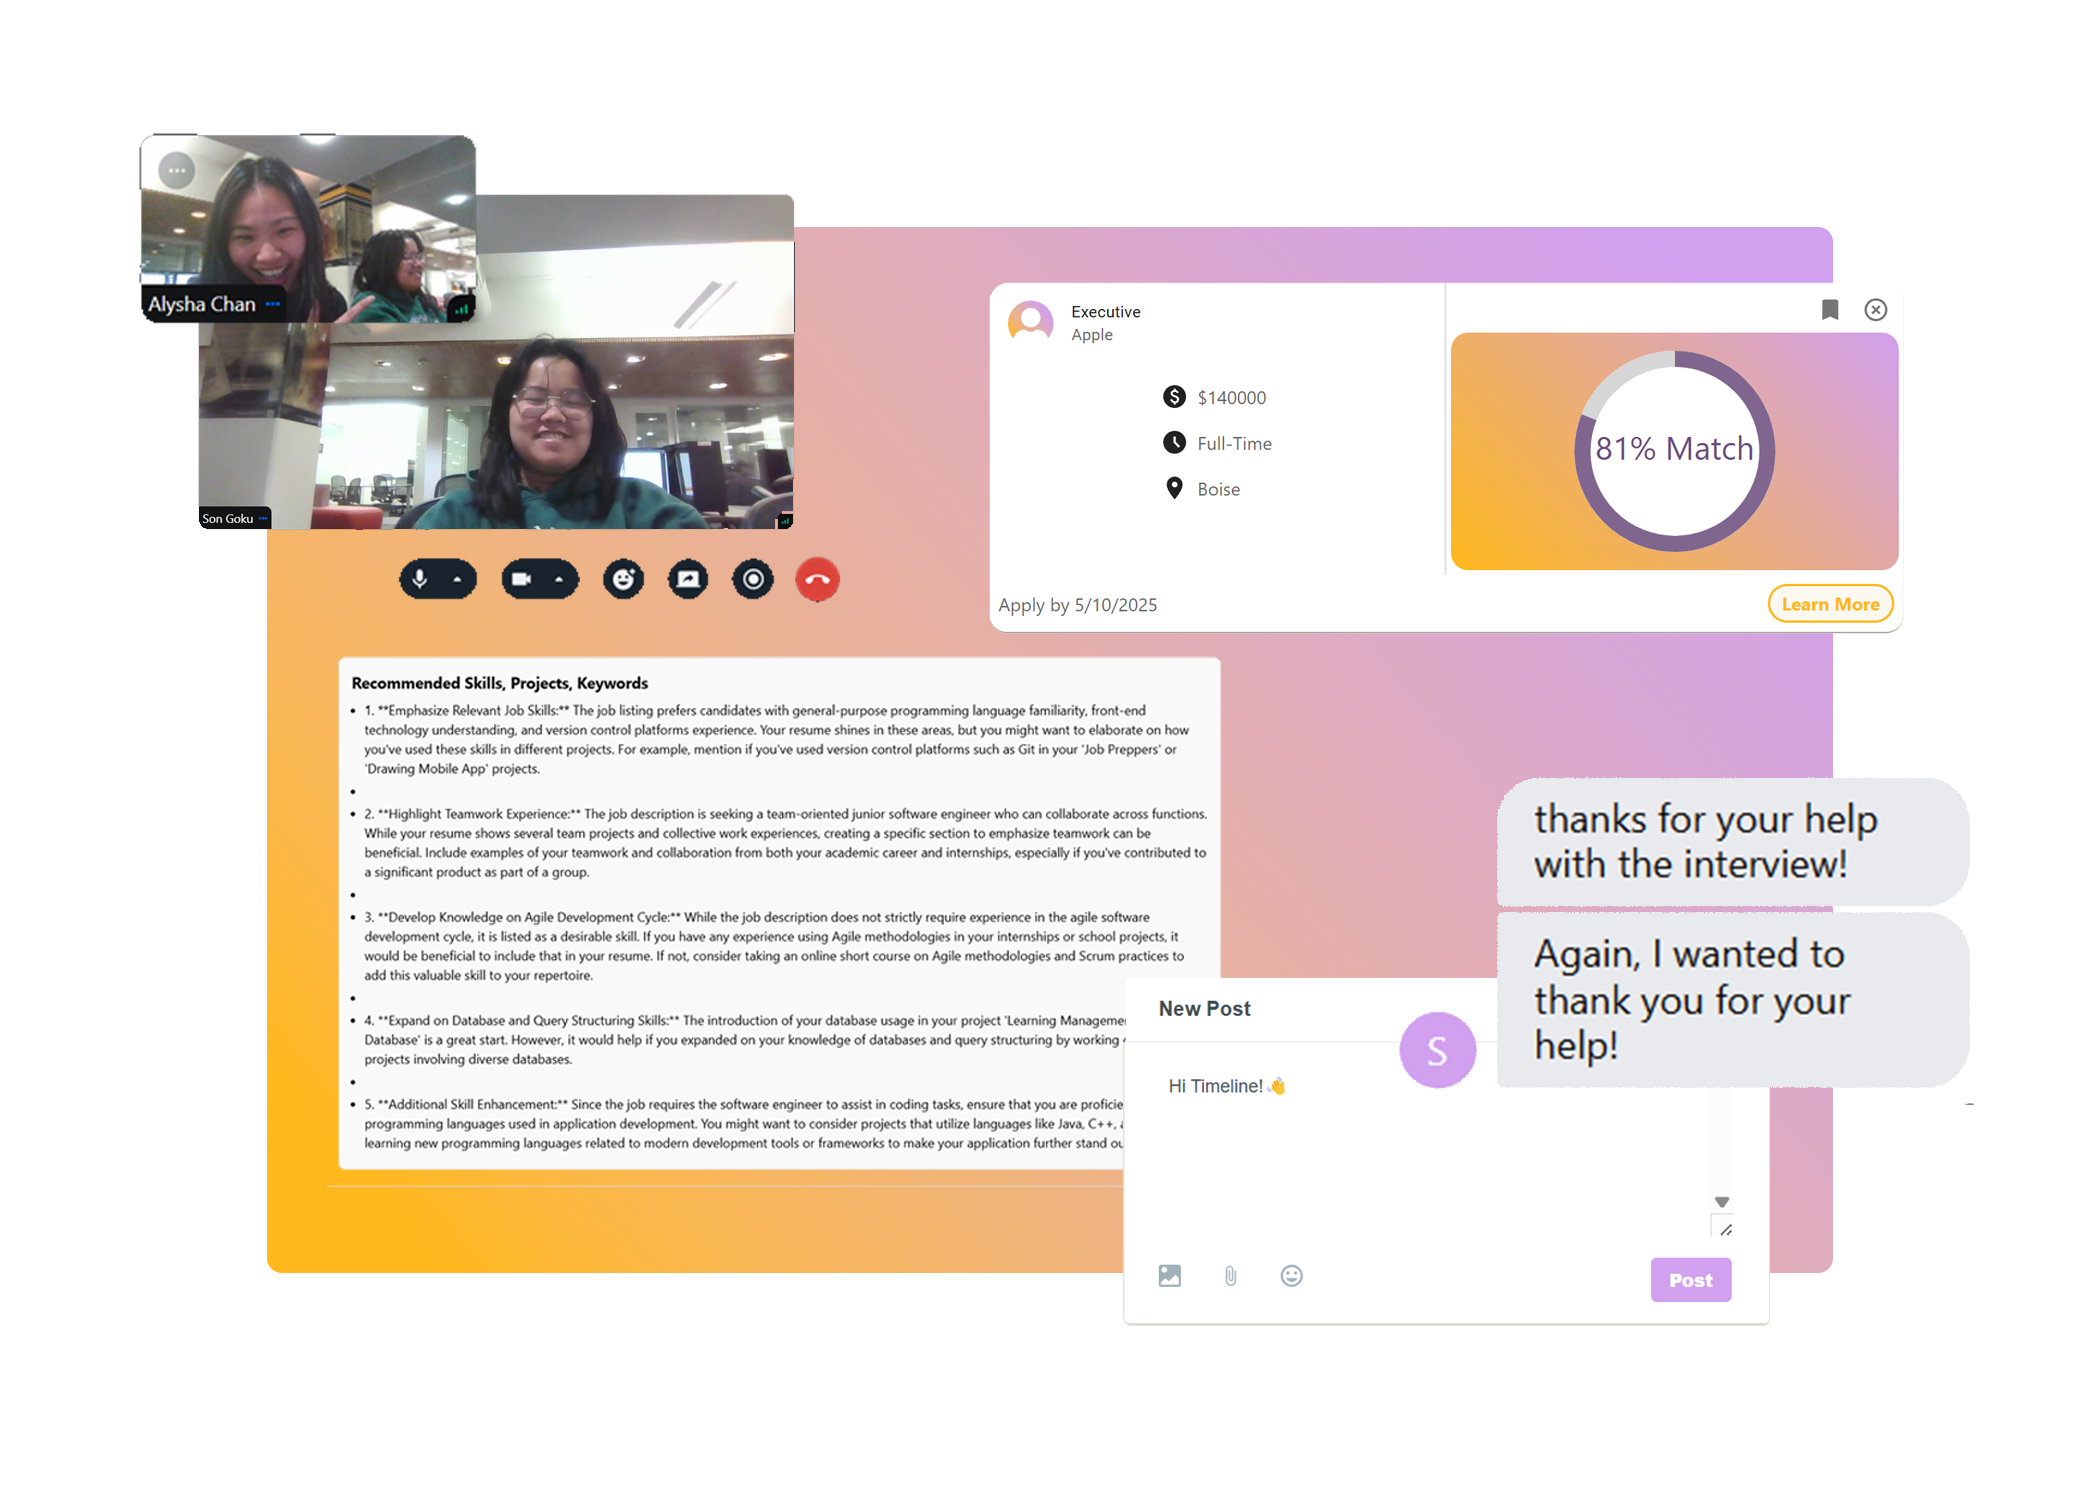 Alysha Chan
Son Goku
Executive
Apple
$140000
Full-Time
Boise
81% Match
Apply by 5/10/2025
Learn More
Recommended Skills, Projects, Keywords
• 1. **Emphasize Relevant Job Skills:** The job listing prefers candidates with general-purpose programming language familiarity, front-end
technology understanding, and version control platforms experience. Your resume shines in these areas, but you might want to elaborate on how
you've used these skills in different projects. For example, mention if you've used version control platforms such as Git in your 'Job Preppers' or
'Drawing Mobile App' projects.
•
• 2. **Highlight Teamwork Experience:** The job description is seeking a team-oriented junior software engineer who can collaborate across functions.
While your resume shows several team projects and collective work experiences, creating a specific section to emphasize teamwork can be
beneficial. Include examples of your teamwork and collaboration from both your academic career and internships, especially if you've contributed to
a significant product as part of a group.
•
• 3. **Develop Knowledge on Agile Development Cycle:** While the job description does not strictly require experience in the agile software
development cycle, it is listed as a desirable skill. If you have any experience using Agile methodologies in your internships or school projects, it
would be beneficial to include that in your resume. If not, consider taking an online short course on Agile methodologies and Scrum practices to
add this valuable skill to your repertoire.
•
• 4. **Expand on Database and Query Structuring Skills:** The introduction of your database usage in your project 'Learning
Database' is a great start. However, it would help if you expanded on your knowledge of databases and query structuring by working
projects involving diverse databases.
•
• 5. **Additional Skill Enhancement:** Since the job requires the software engineer to assist in coding tasks, ensure that you are
programming languages used in application development. You might want to consider projects that utilize languages like Java, C++,
learning new programming languages related to modern development tools or frameworks to make your application further stand
thanks for your help
with the interview!
Again, I wanted to
thank you for your
help!
S
New Post
Hi Timeline!👋
Post